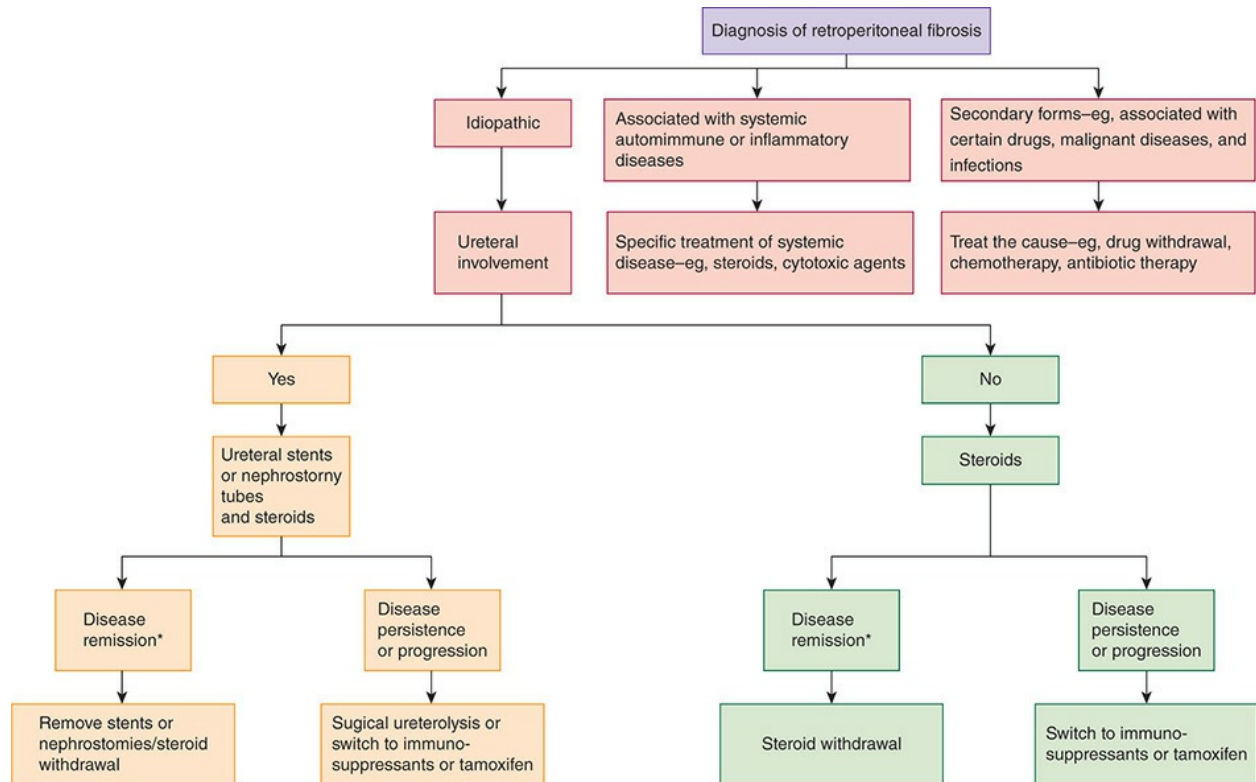 Diagnosis of retroperitoneal fibrosis
Idiopathic
Associated with systemic
automimmune or inflammatory
diseases
Secondary forms–eg, associated with
certain drugs, malignant diseases, and
infections
Ureteral
involvement
Specific treatment of systemic
disease–eg, steroids, cytotoxic agents
Treat the cause–eg, drug withdrawal,
chemotherapy, antibiotic therapy
Yes
No
Ureteral stents
or nephrostorny
tubes
and steroids
Steroids
Disease
remission*
Disease
persistence
or progression
Disease
remission*
Disease
persistence
or progression
Remove stents or
nephrostomies/steroid
withdrawal
Sugical ureterolysis or
switch to immuno-
suppressants or tamoxifen
Steroid withdrawal
Switch to immuno-
suppressants or tamoxifen